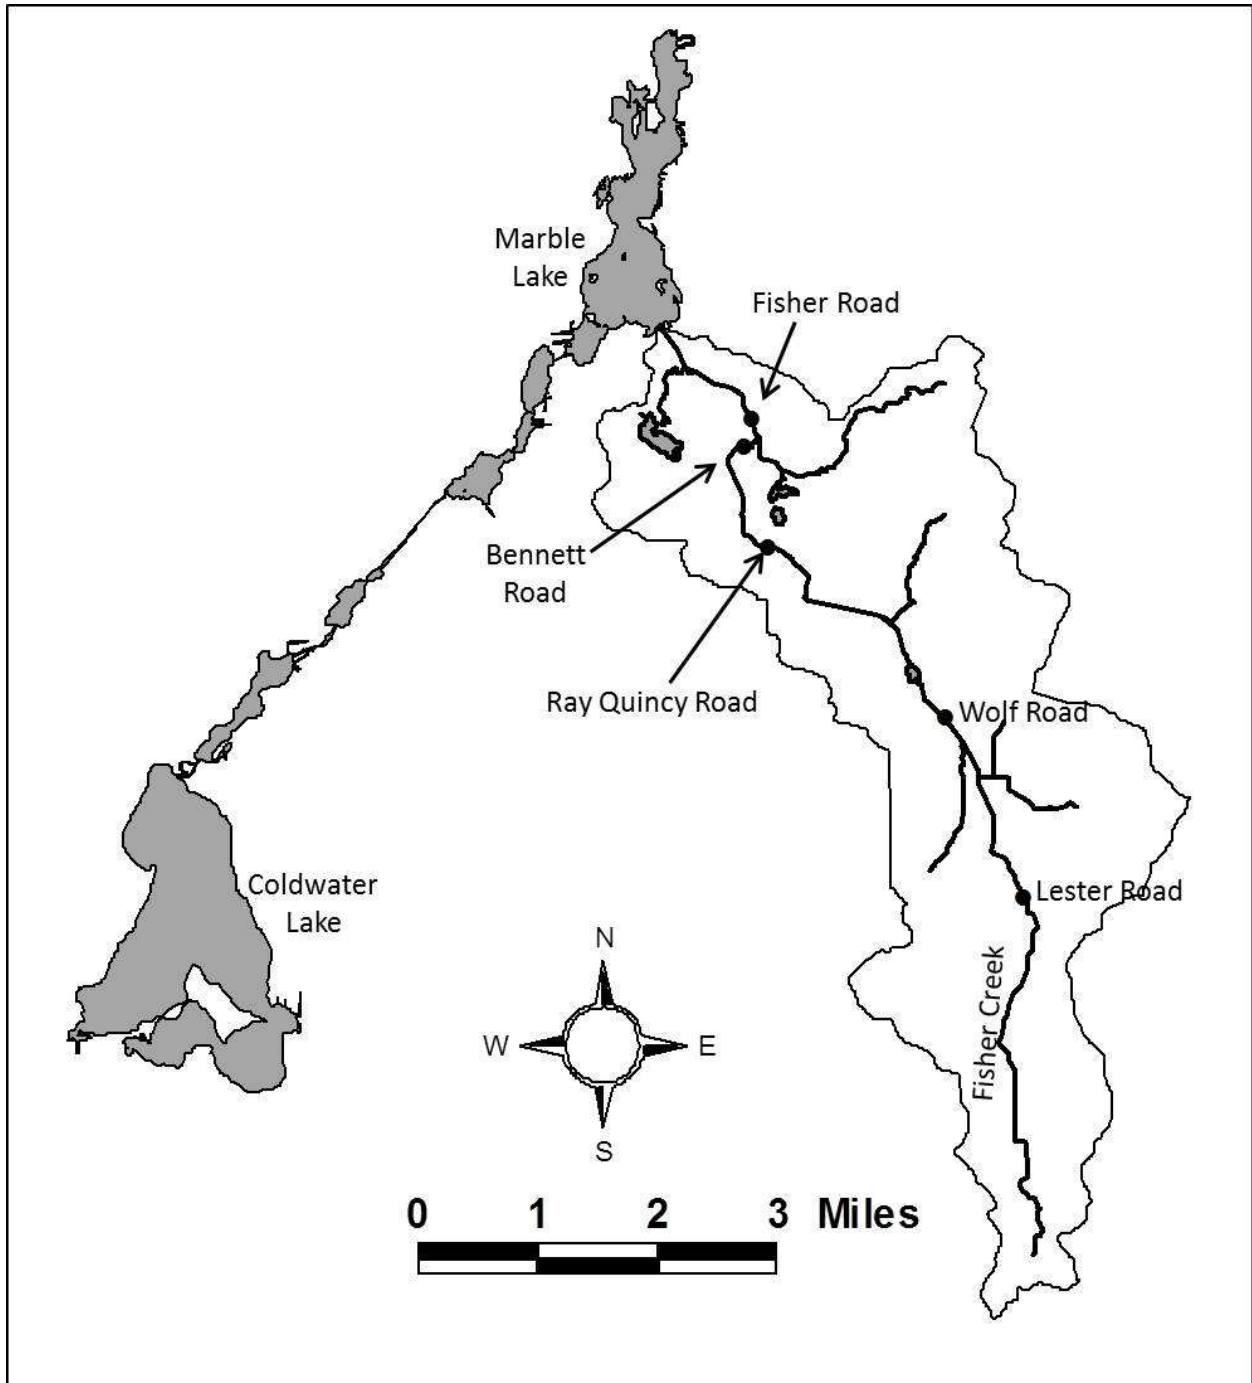 Marble
Lake
Fisher Road
Bennett
Road
Ray Quincy Road
Wolf Road
Coldwater
Lake
Lester Road
Fisher Creek
N
W
E
S
0 1 2 3 Miles